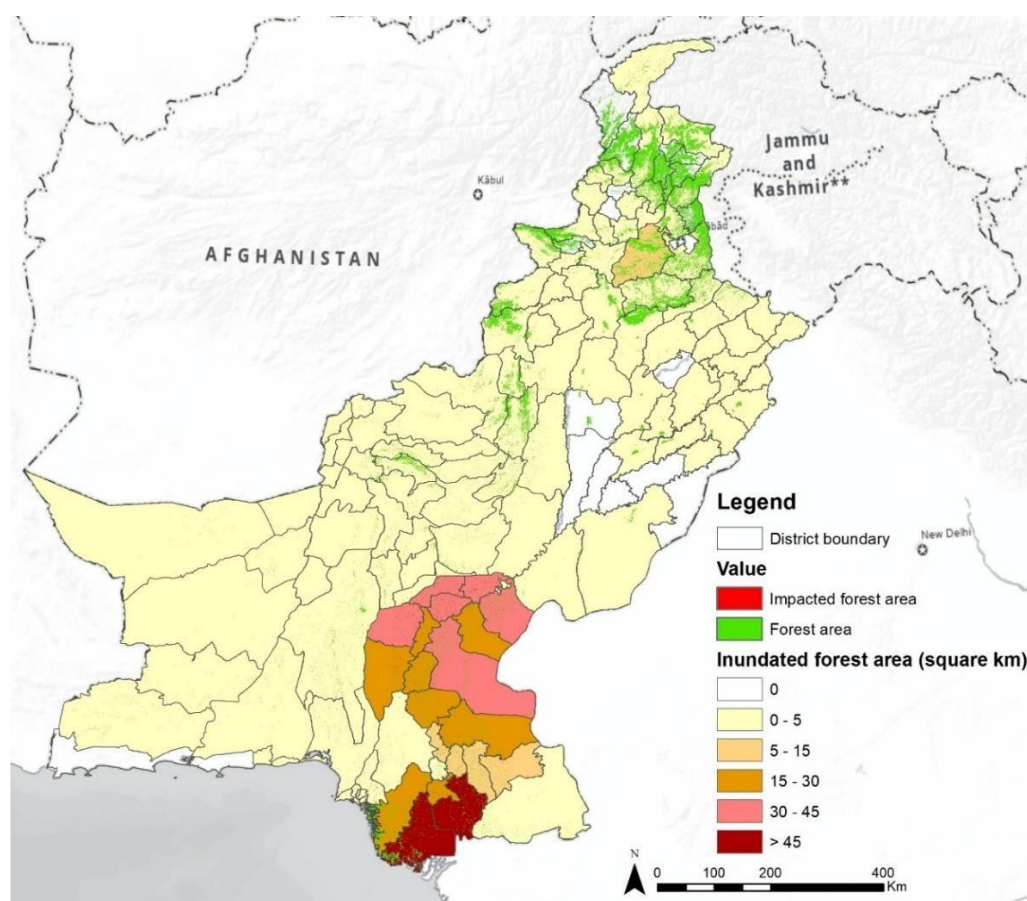 Jammu
and
Kashmir**
Kābul
AFGHANISTAN
ābād
Legend
District boundary
New Delhi
Value
Impacted forest area
Forest area
Inundated forest area (square km)
0
0 - 5
5 - 15
15 - 30
30 - 45
> 45
N
0 100 200 400
Km